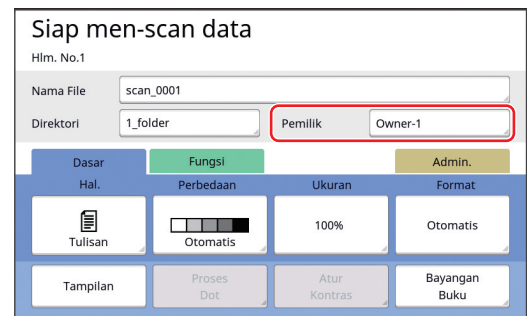 Siap men-scan data
Hlm. No.1
Nama File scan_0001
Direktori 1_folder Pemilik Owner-1
Dasar Fungsi Admin.
Hal. Perbedaan Ukuran Format
Tulisan Otomatis 100% Otomatis
Tampilan Proses Dot Atur Kontras Bayangan Buku